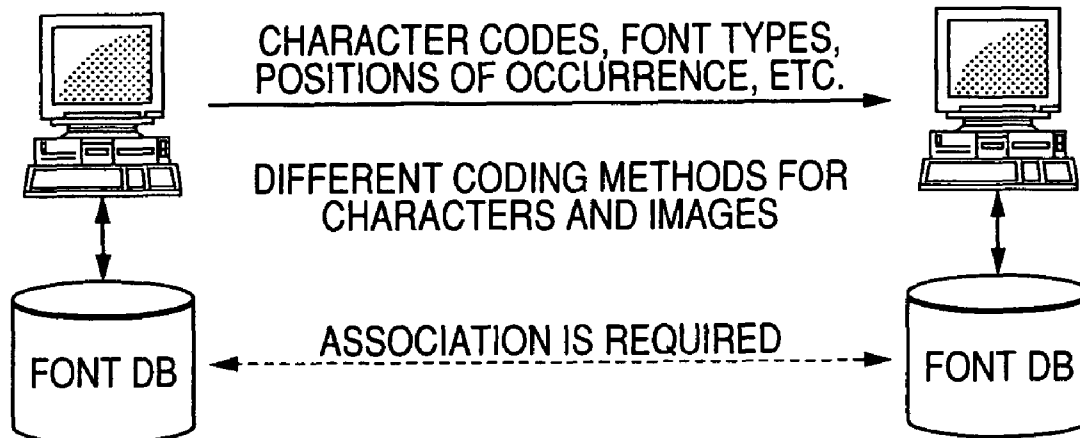 CHARACTER CODES, FONT TYPES,
POSITIONS OF OCCURRENCE, ETC.
DIFFERENT CODING METHODS FOR
CHARACTERS AND IMAGES
ASSOCIATION IS REQUIRED
FONT DB
FONT DB